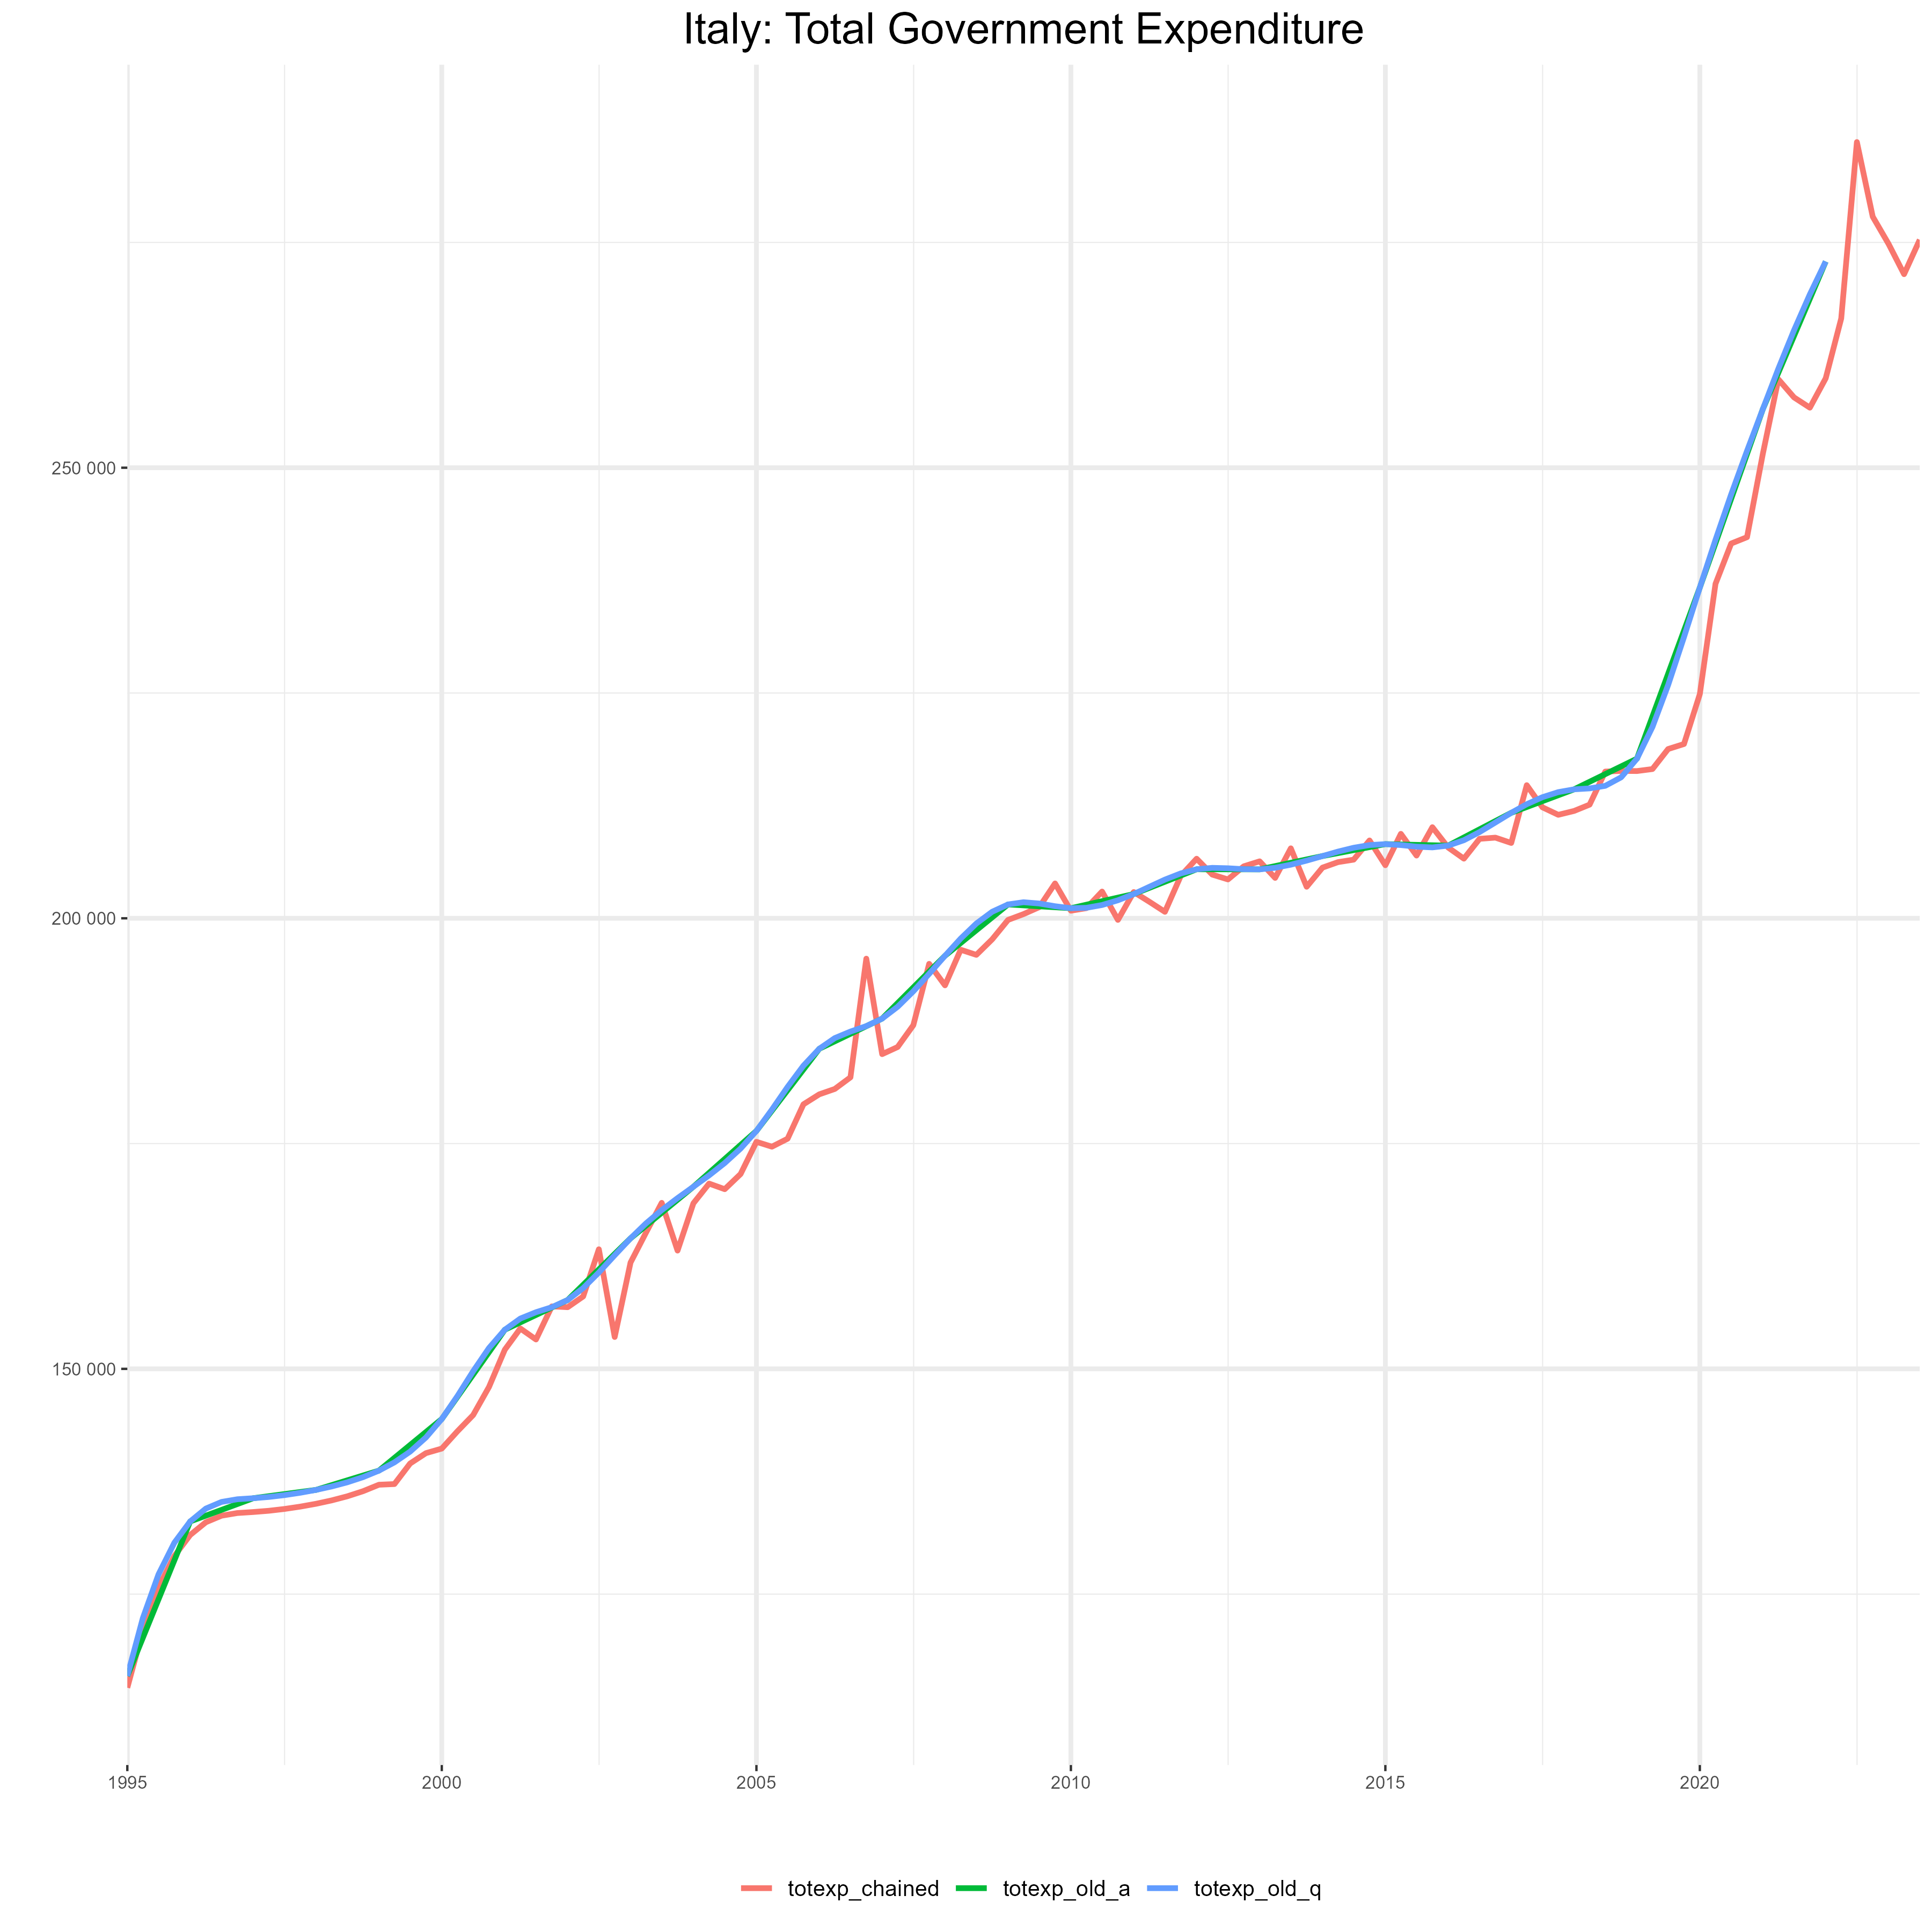 Italy: Total Government Expenditure
250 000
200 000
150 000
1995 2000 2005 2010 2015 2020
totexp_chained totexp_old_a totexp_old_q